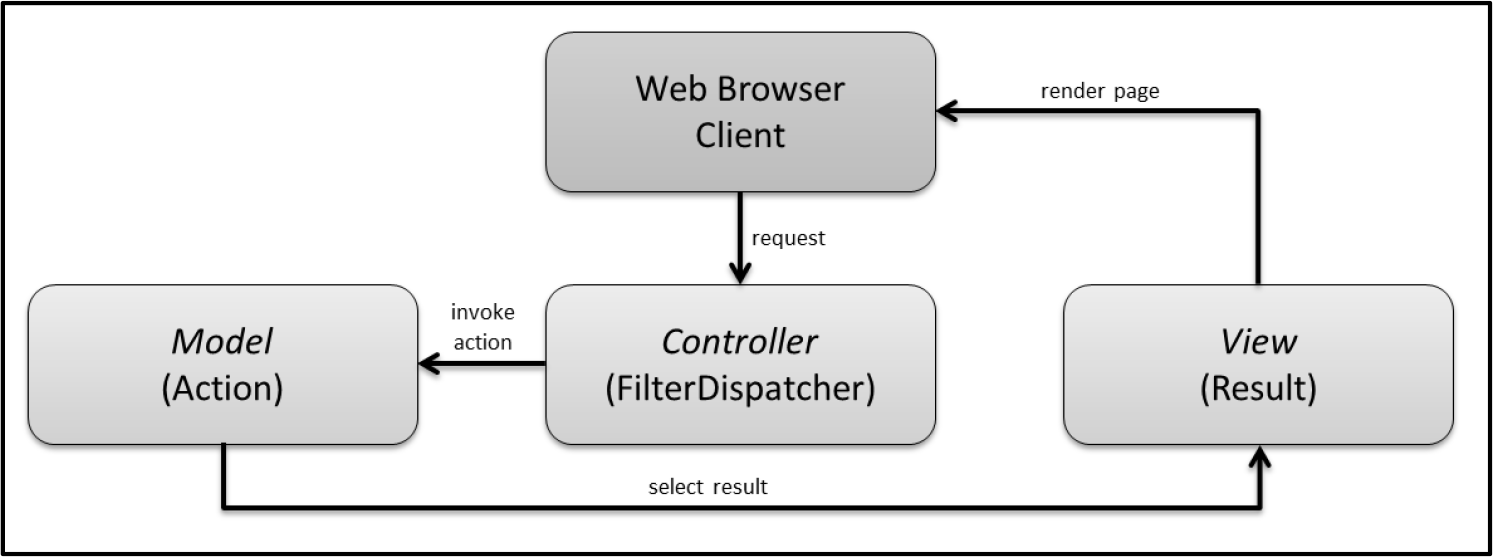 Web Browser
Client
render page
request
invoke
action
Model
(Action)
Controller
(FilterDispatcher)
View
(Result)
select result